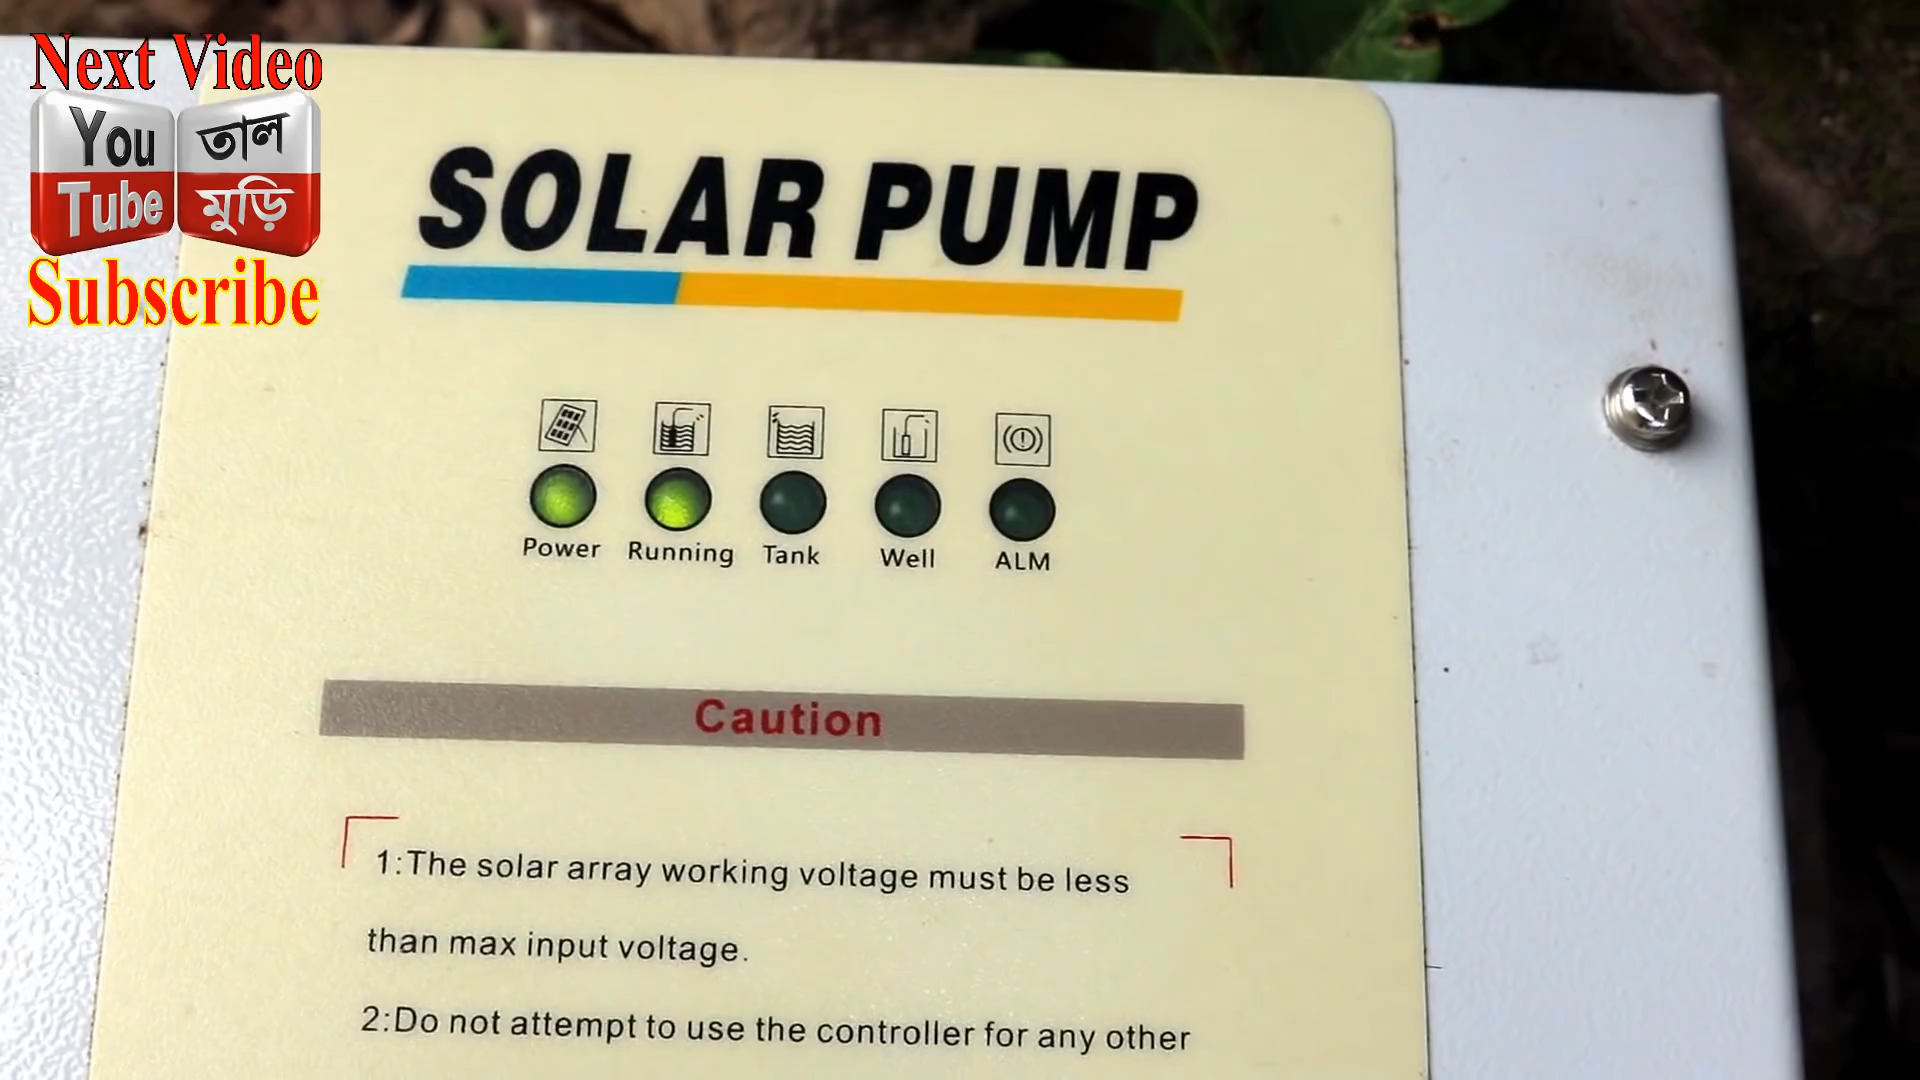 Next Video
You
Tube
তাল
মুড়ি
Subscribe
SOLAR PUMP
Power Running Tank Well ALM
Caution
1:The solar array working voltage must be less
than max input voltage.
2:Do not attempt to use the controller for any other